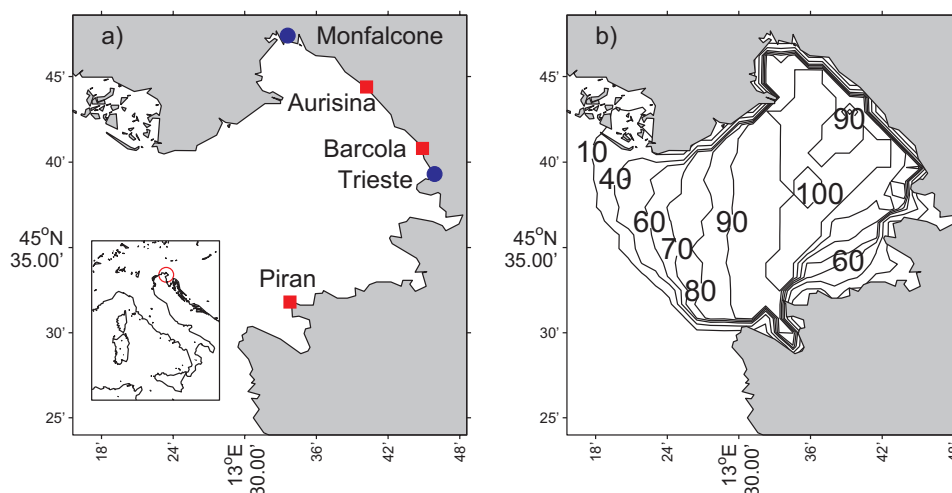 a)
Monfalcone
Aurisina
Barcola
Trieste
Piran
45'
40'
45°N
35.00'
30'
25'
18'
24'
13°E
30.00'
36'
42'
48'
b)
90
10
40
100
60
90
70
60
80
45'
40'
45°N
35.00'
30'
25'
18'
24'
13°E
30.00'
36'
42'
48'